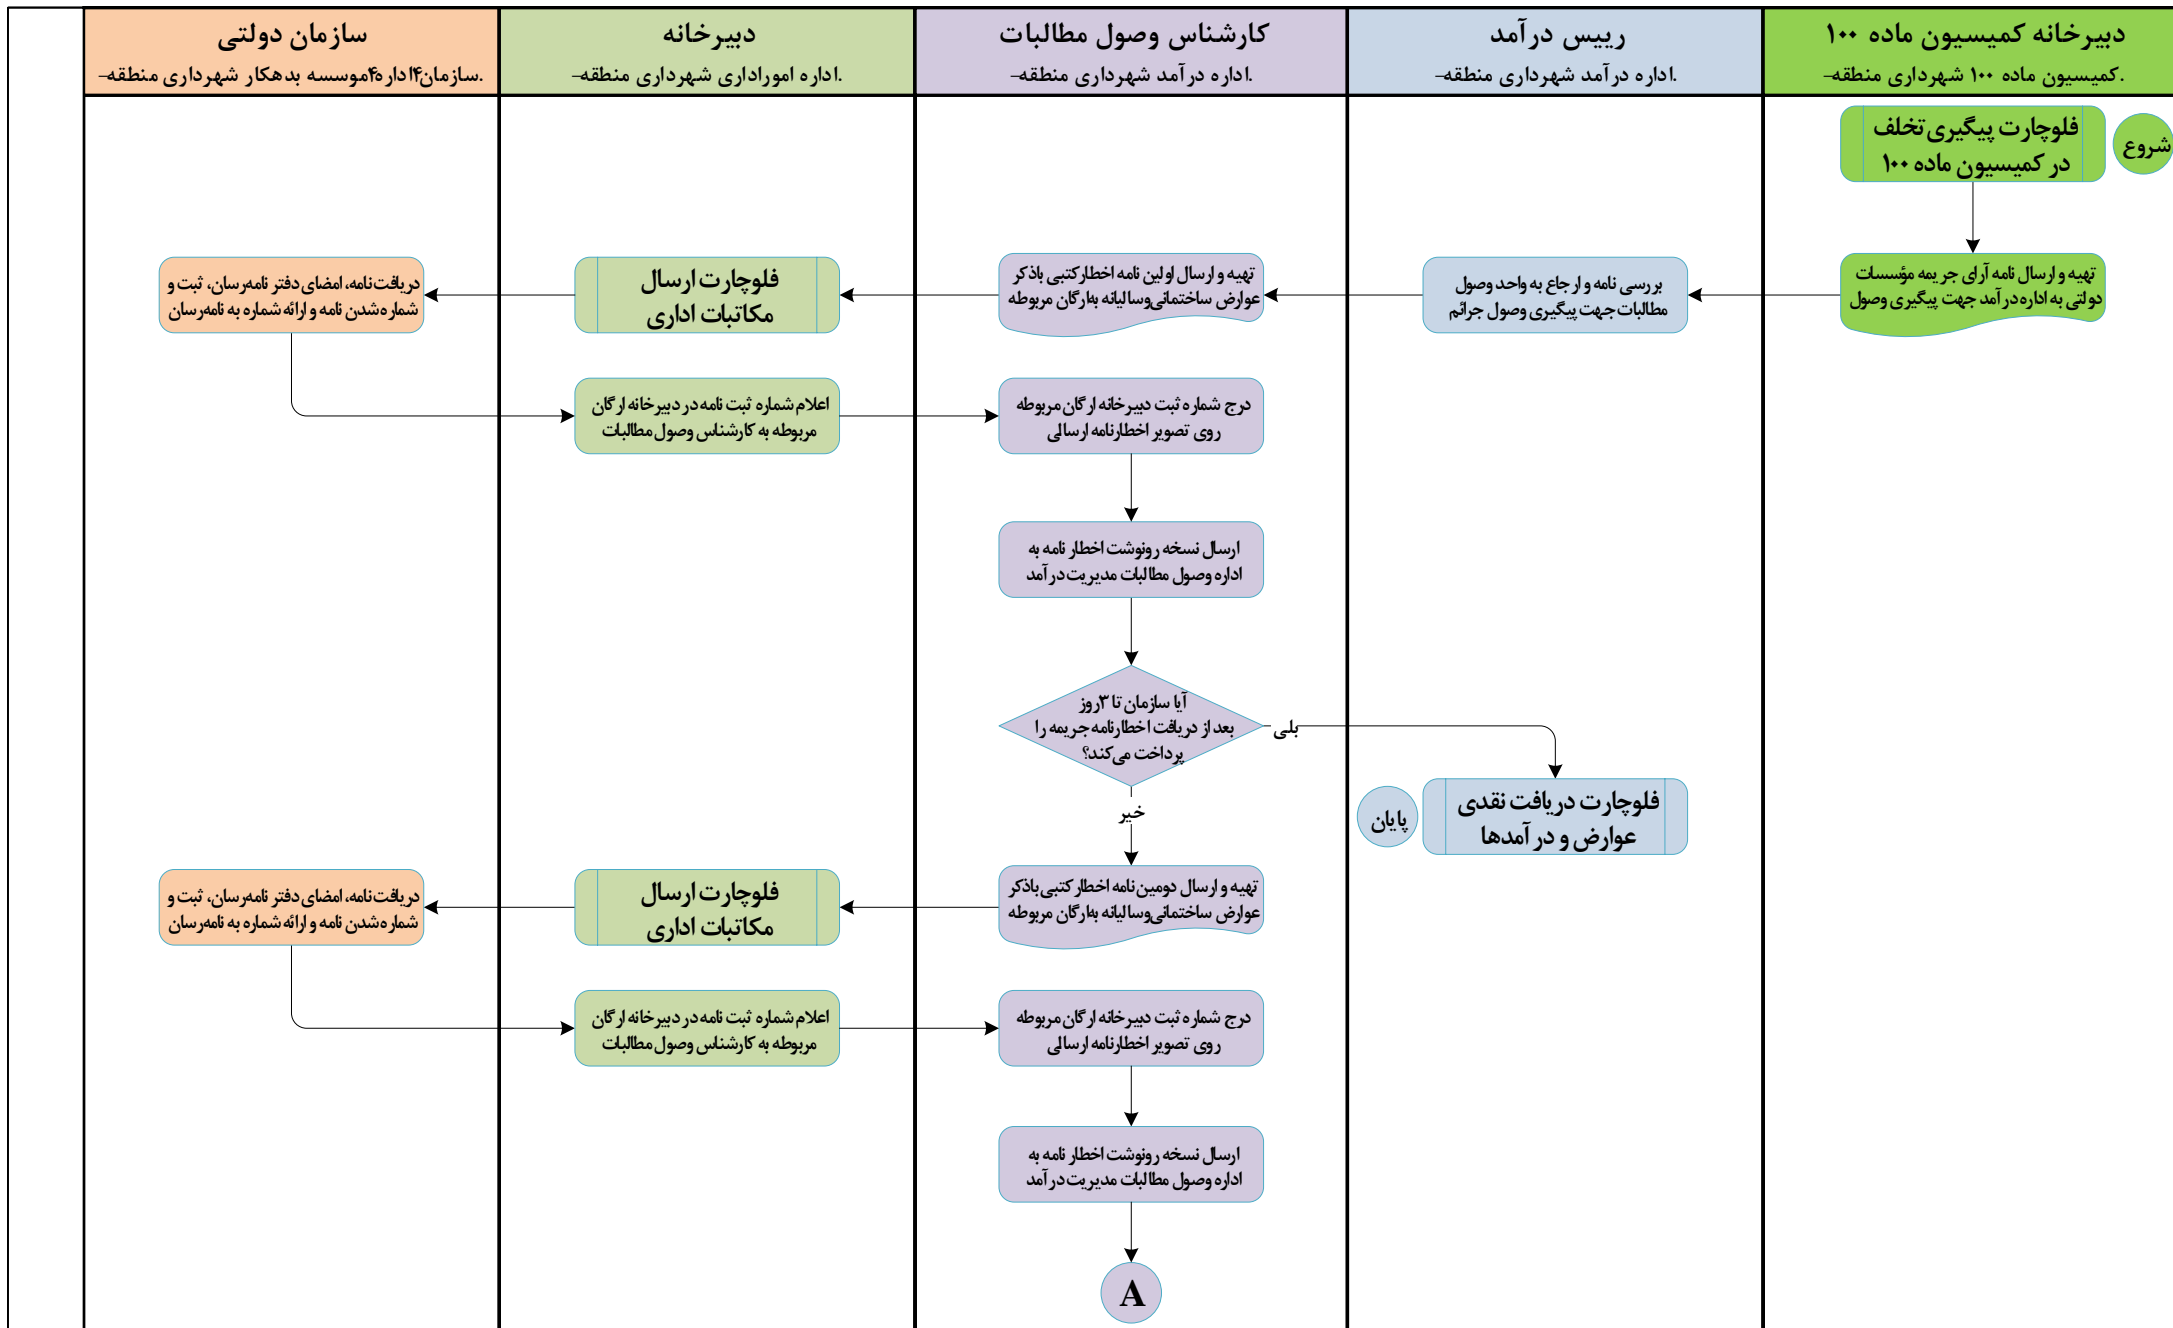 دبیرخانه کمیسیون ماده ۱۰۰
.کمیسیون ماده ۱۰۰ شهرداری منطقه-
رییس درآمد
.اداره درآمد شهرداری منطقه-
کارشناس وصول مطالبات
.اداره درآمد شهرداری منطقه-
دبیرخانه
.اداره اموراداری شهرداری منطقه-
سازمان دولتی
.سازمان۴اداره۴موسسه بدهکار شهرداری منطقه-
شروع
فلوچارت پیگیری تخلف
در کمیسیون ماده ۱۰۰
تهیه و ارسال نامه آرای جریمه مؤسسات
دولتی به اداره درآمد جهت پیگیری وصول
بررسی نامه و ارجاع به واحد وصول
مطالبات جهت پیگیری وصول جرائم
تهیه و ارسال اولین نامه اخطارکتبی باذکر
عوارض ساختمانی وسالیانه به ارگان مربوطه
فلوچارت ارسال
مکاتبات اداری
دریافت نامه، امضای دفتر نامه‌رسان، ثبت و
شماره شدن نامه و ارائه شماره به نامه‌رسان
اعلام شماره ثبت نامه در دبیرخانه ارگان
مربوطه به کارشناس وصول مطالبات
درج شماره ثبت دبیرخانه ارگان مربوطه
روی تصویر اخطارنامه ارسالی
ارسال نسخه رونوشت اخطار نامه به
اداره وصول مطالبات مدیریت درآمد
آیا سازمان تا ۳روز
بعد از دریافت اخطارنامه جریمه را
پرداخت می‌کند؟
بلی
خیر
فلوچارت دریافت نقدی
عوارض و درآمدها
پایان
تهیه و ارسال دومین نامه اخطارکتبی باذکر
عوارض ساختمانی وسالیانه به ارگان مربوطه
فلوچارت ارسال
مکاتبات اداری
دریافت نامه، امضای دفتر نامه‌رسان، ثبت و
شماره شدن نامه و ارائه شماره به نامه‌رسان
اعلام شماره ثبت نامه در دبیرخانه ارگان
مربوطه به کارشناس وصول مطالبات
درج شماره ثبت دبیرخانه ارگان مربوطه
روی تصویر اخطارنامه ارسالی
ارسال نسخه رونوشت اخطار نامه به
اداره وصول مطالبات مدیریت درآمد
A